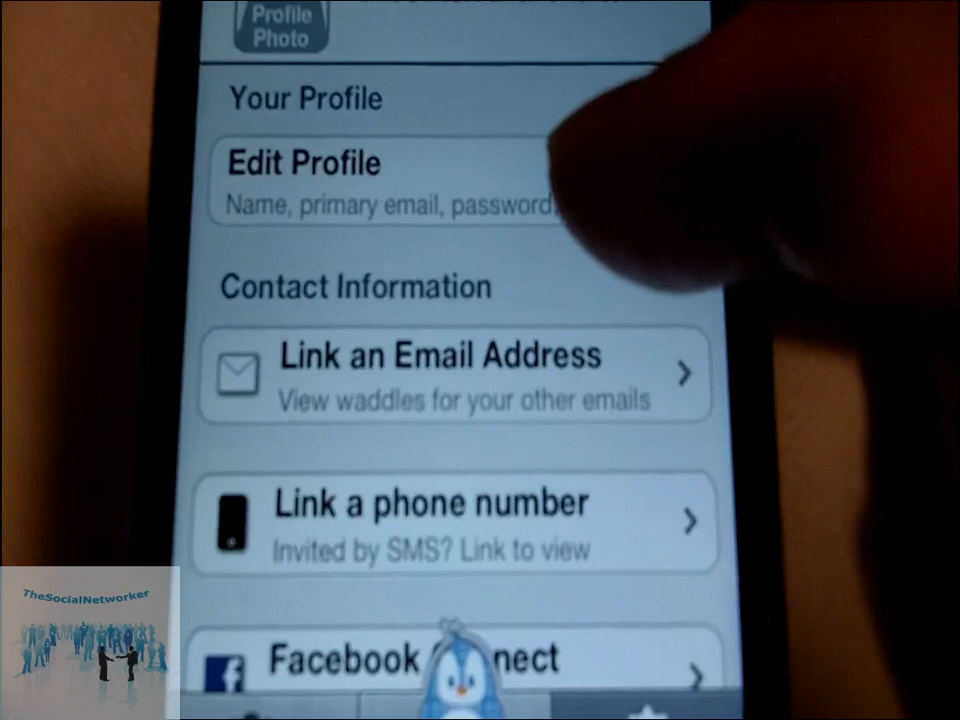 Profile
Photo
Your Profile
Edit Profile
Name, primary email, password,
Contact Information
Link an Email Address
View waddles for your other emails
Link a phone number
Invited by SMS? Link to view
Facebook nnect
TheSocialNetworker